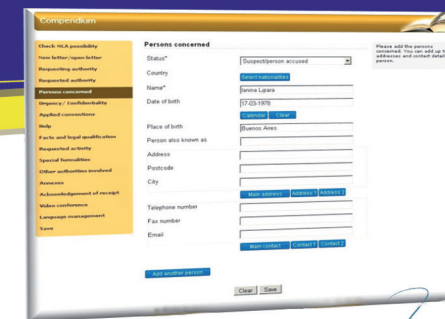 Compendium
Check MLA possibility
New letter/open letter
Requesting authority
Requested authority
Persons concerned
Urgency / Confidentiality
Applied conventions
Help
Facts and legal qualification
Requested activity
Special formalities
Other authorities involved
Annexes
Acknowledgement of receipt
Video conference
Language management
Save
Persons concerned
Status* Suspect/person accused
Country Select nationalities
Name* Ianina Lipara
Date of birth 17-03-1978
Calendar Clear
Place of birth Buenos Aires
Person also known as
Address
Postcode
City
Main address Address 1 Address 2
Telephone number
Fax number
Email
Main contact Contact 1 Contact 2
Add another person
Clear Save
Please add the persons
concerned. You can add up to
addresses and contact details
person.